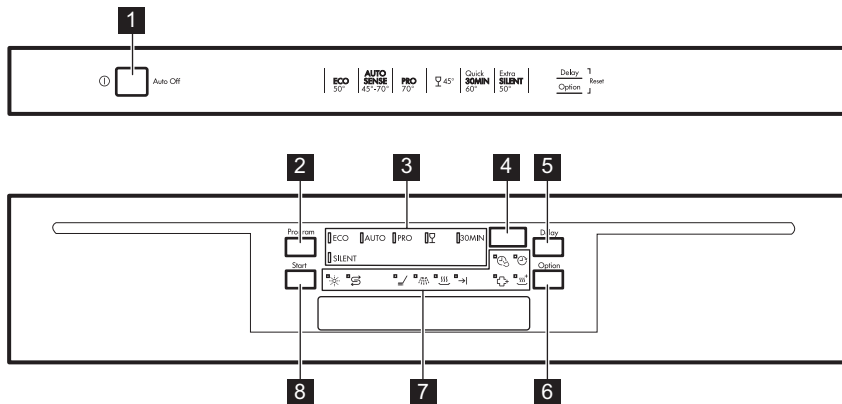 1
Auto Off
ECO 50°
AUTO SENSE 45°-70°
PRO 70°
45°
Quick 30MIN 60°
Extra SILENT 50°
Delay
Option
Reset
2
3
4
5
Program
ECO AUTO PRO 30MIN
Delay
SILENT
Start
Option
8
7
6